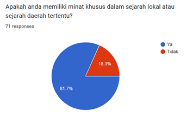 Apakah anda memiliki minat khusus dalam sejarah lokal atau
sejarah daerah tertentu?
71 responses
Ya
Tidak
18.3%
81.7%